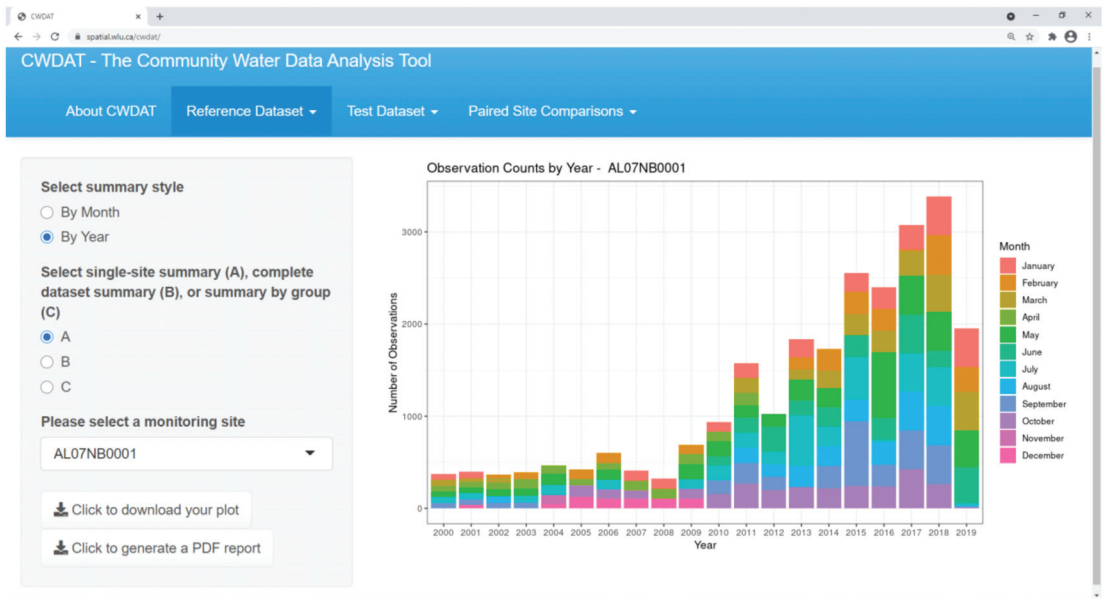 CWDAT
spatial.wlu.ca/cwdat/
CWDAT - The Community Water Data Analysis Tool
About CWDAT
Reference Dataset
Test Dataset
Paired Site Comparisons
Select summary style
By Month
By Year
Select single-site summary (A), complete
dataset summary (B), or summary by group
(C)
A
B
C
Please select a monitoring site
AL07NB0001
Click to download your plot
Click to generate a PDF report
Observation Counts by Year - AL07NB0001
Number of Observations
3000
2000
1000
0
2000 2001 2002 2003 2004 2005 2006 2007 2008 2009 2010 2011 2012 2013 2014 2015 2016 2017 2018 2019
Year
Month
January
February
March
April
May
June
July
August
September
October
November
December